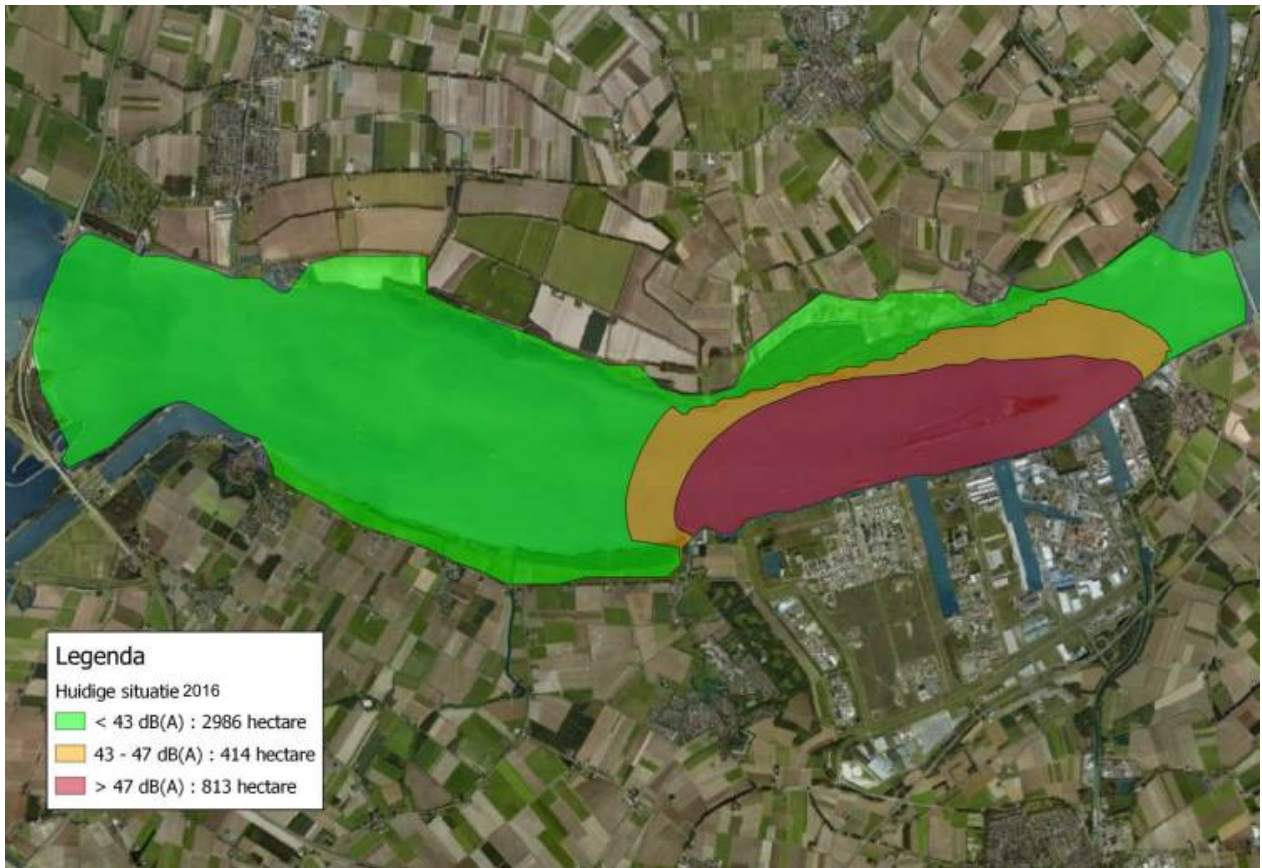 Legenda
Huidige situatie 2016
< 43 dB(A) : 2986 hectare
43 - 47 dB(A) : 414 hectare
> 47 dB(A) : 813 hectare